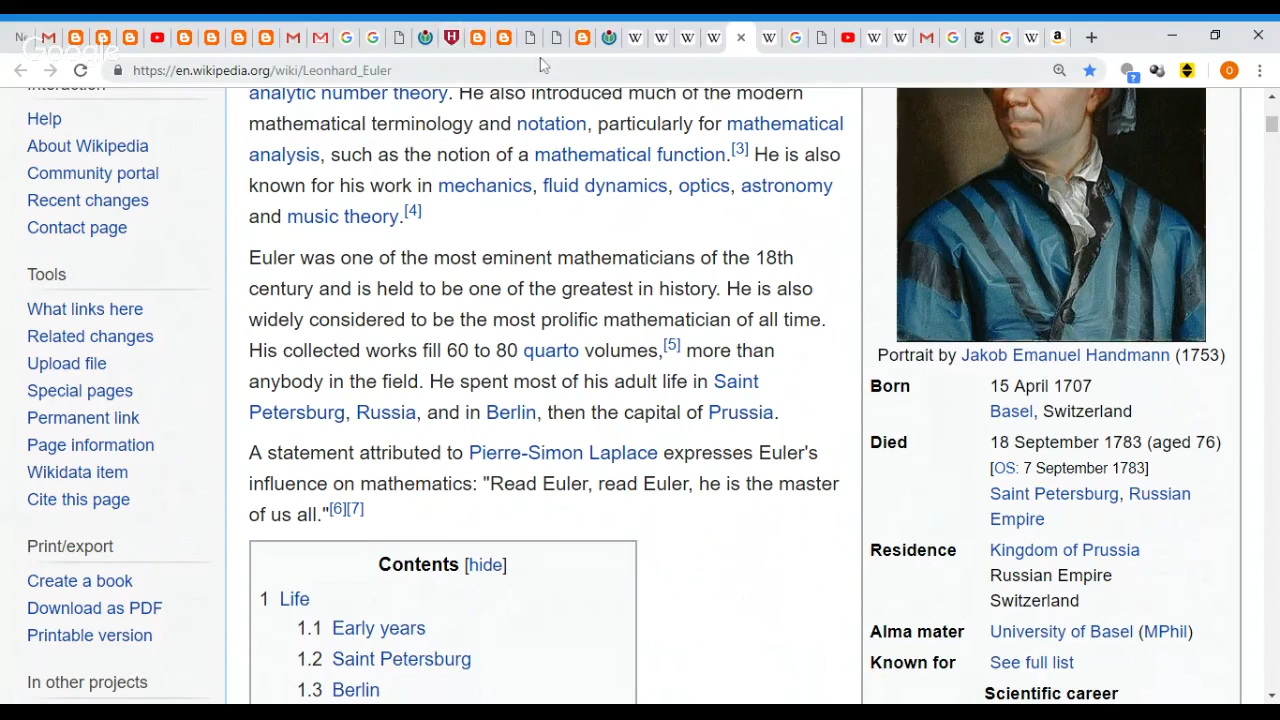 Google
https://en.wikipedia.org/wiki/Leonhard_Euler
Interaction
Help
About Wikipedia
Community portal
Recent changes
Contact page
Tools
What links here
Related changes
Upload file
Special pages
Permanent link
Page information
Wikidata item
Cite this page
Print/export
Create a book
Download as PDF
Printable version
In other projects
analytic number theory. He also introduced much of the modern
mathematical terminology and notation, particularly for mathematical
analysis, such as the notion of a mathematical function.[3] He is also
known for his work in mechanics, fluid dynamics, optics, astronomy
and music theory.[4]
Euler was one of the most eminent mathematicians of the 18th
century and is held to be one of the greatest in history. He is also
widely considered to be the most prolific mathematician of all time.
His collected works fill 60 to 80 quarto volumes,[5] more than
anybody in the field. He spent most of his adult life in Saint
Petersburg, Russia, and in Berlin, then the capital of Prussia.
A statement attributed to Pierre-Simon Laplace expresses Euler's
influence on mathematics: "Read Euler, read Euler, he is the master
of us all."[6][7]
Contents [hide]
1 Life
1.1 Early years
1.2 Saint Petersburg
1.3 Berlin
Portrait by Jakob Emanuel Handmann (1753)
Born 15 April 1707
Basel, Switzerland
Died 18 September 1783 (aged 76)
[OS: 7 September 1783]
Saint Petersburg, Russian
Empire
Residence Kingdom of Prussia
Russian Empire
Switzerland
Alma mater University of Basel (MPhil)
Known for See full list
Scientific career